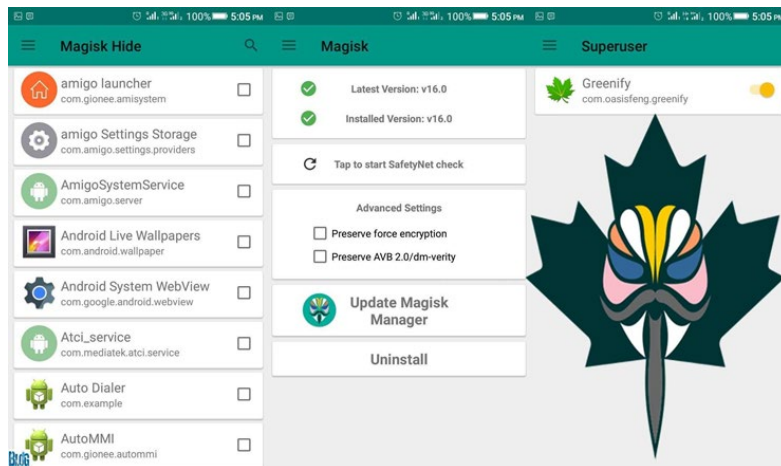 100% 5:05 PM
Magisk Hide
amigo launcher
com.gionee.amisystem
amigo Settings Storage
com.amigo.settings.providers
AmigoSystemService
com.amigo.server
Android Live Wallpapers
com.android.wallpaper
Android System WebView
com.google.android.webview
Atci_service
com.mediatek.atci.service
Auto Dialer
com.example
AutoMMI
com.gionee.autommi
100% 5:05 PM
Magisk
Latest Version: v16.0
Installed Version: v16.0
Tap to start SafetyNet check
Advanced Settings
Preserve force encryption
Preserve AVB 2.0/dm-verity
Update Magisk
Manager
Uninstall
100% 5:05 PM
Superuser
Greenify
com.oasisfeng.greenify